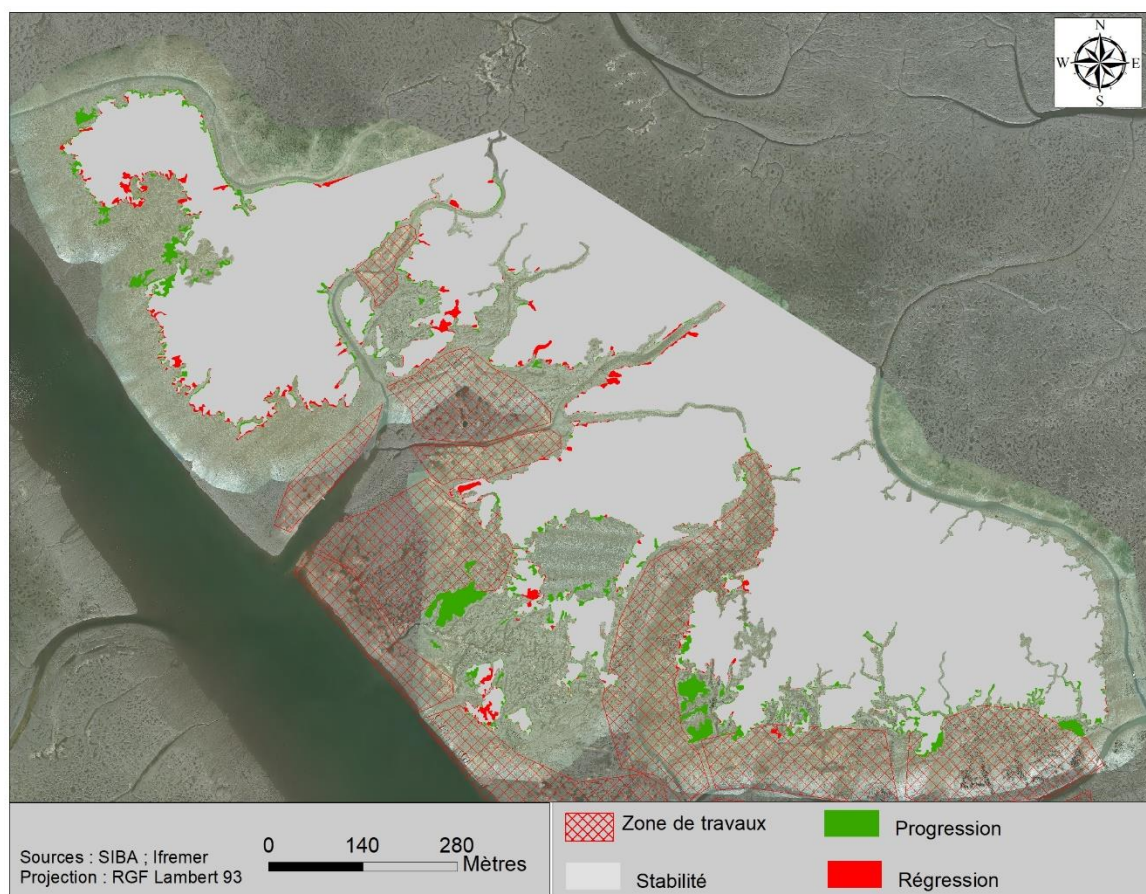 N
W E
S
Sources : SIBA ; Ifremer
Projection : RGF Lambert 93
0 140 280
Mètres
Zone de travaux
Stabilité
Progression
Régression